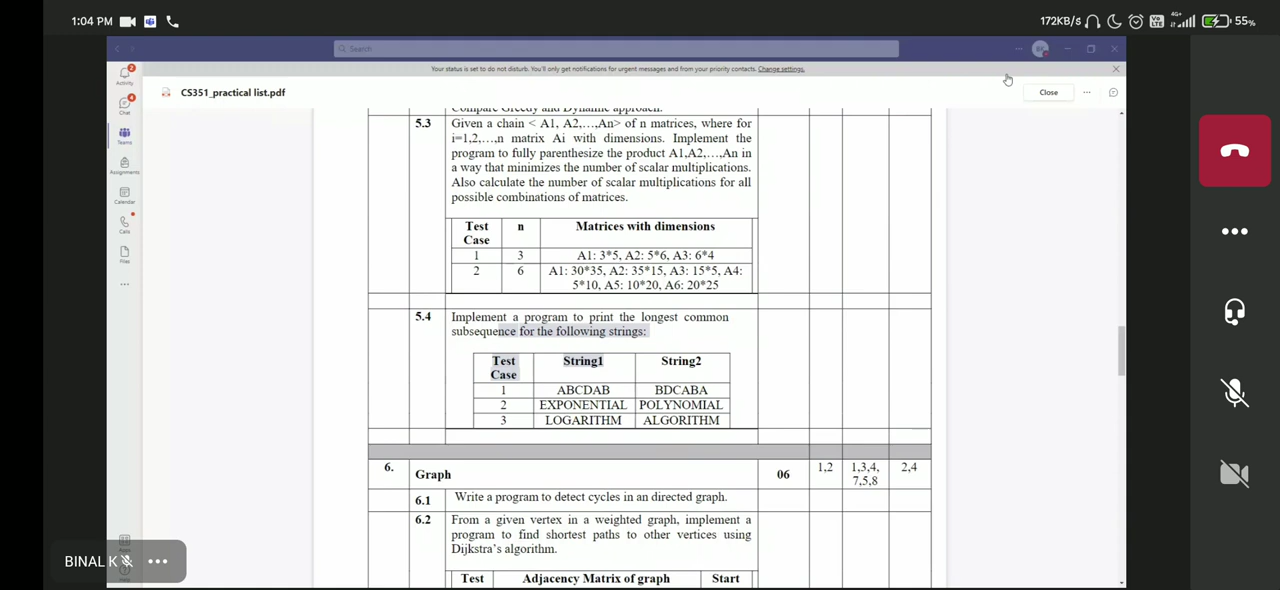 1:04 PM
172KB/s
4G+
55%
Search
Your status is set to do not disturb. You'll only get notifications for urgent messages and from your priority contacts. Change settings.
Activity
Chat
Teams
Assignments
Calendar
Calls
Files
CS351_practical list.pdf
Close
Compare Greedy and Dynamic approach.
5.3 Given a chain < A1, A2,…,An> of n matrices, where for
i=1,2,…,n matrix Ai with dimensions. Implement the
program to fully parenthesize the product A1,A2,…,An in
a way that minimizes the number of scalar multiplications.
Also calculate the number of scalar multiplications for all
possible combinations of matrices.
Test Case n Matrices with dimensions
1 3 A1: 3*5, A2: 5*6, A3: 6*4
2 6 A1: 30*35, A2: 35*15, A3: 15*5, A4:
5*10, A5: 10*20, A6: 20*25
5.4 Implement a program to print the longest common
subsequence for the following strings:
Test Case String1 String2
1 ABCDAB BDCABA
2 EXPONENTIAL POLYNOMIAL
3 LOGARITHM ALGORITHM
6. Graph 06 1,2 1,3,4, 2,4
7,5,8
6.1 Write a program to detect cycles in an directed graph.
6.2 From a given vertex in a weighted graph, implement a
program to find shortest paths to other vertices using
Dijkstra's algorithm.
Test Adjacency Matrix of graph Start
BINAL K